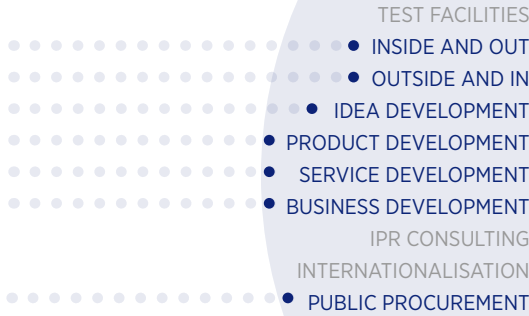 TEST FACILITIES
INSIDE AND OUT
OUTSIDE AND IN
IDEA DEVELOPMENT
PRODUCT DEVELOPMENT
SERVICE DEVELOPMENT
BUSINESS DEVELOPMENT
IPR CONSULTING
INTERNATIONALISATION
PUBLIC PROCUREMENT